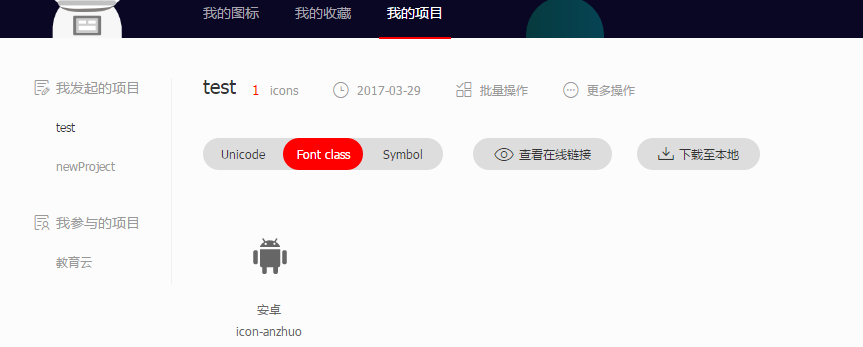 我的图标 我的收藏 我的项目
我发起的项目
test
newProject
我参与的项目
教育云
test 1 icons 2017-03-29 批量操作 更多操作
Unicode Font class Symbol 查看在线链接 下载至本地
安卓
icon-anzhuo